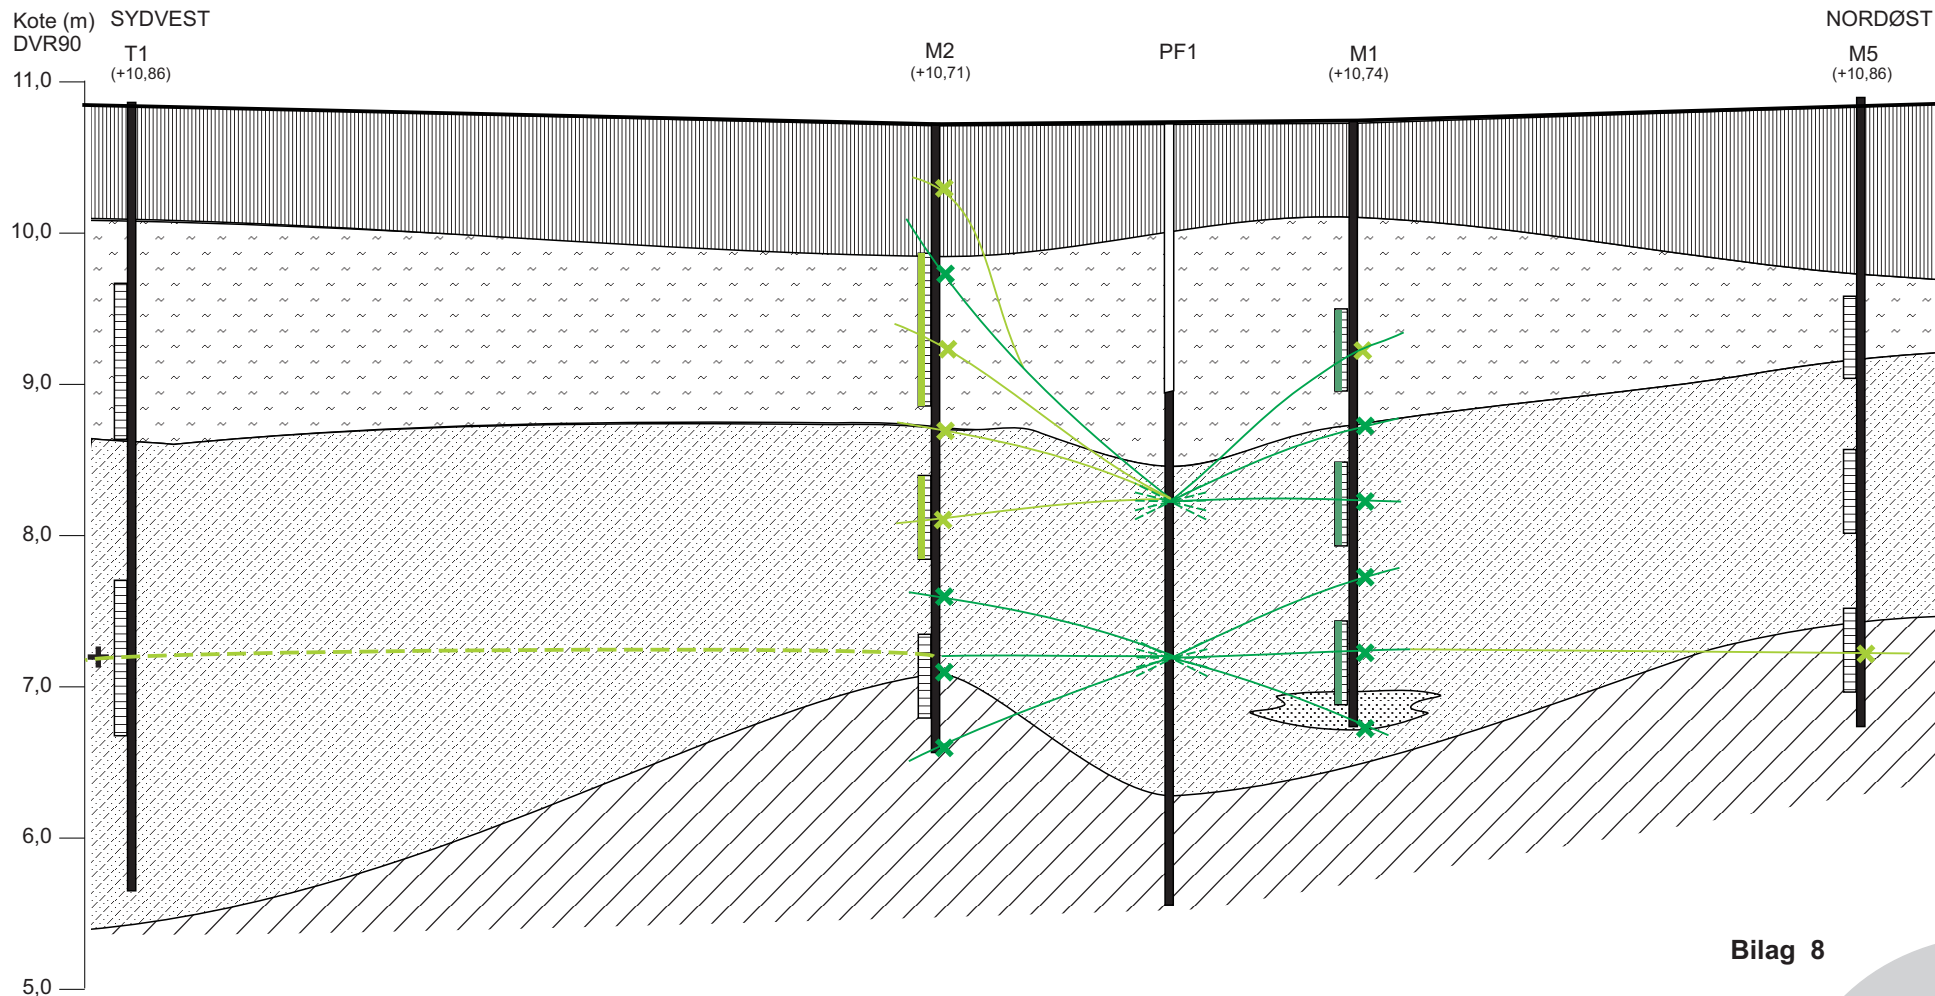 Kote (m)
DVR90
SYDVEST
NORDØST
T1
(+10,86)
M2
(+10,71)
PF1
M1
(+10,74)
M5
(+10,86)
11,0
10,0
9,0
8,0
7,0
6,0
5,0
Bilag 8